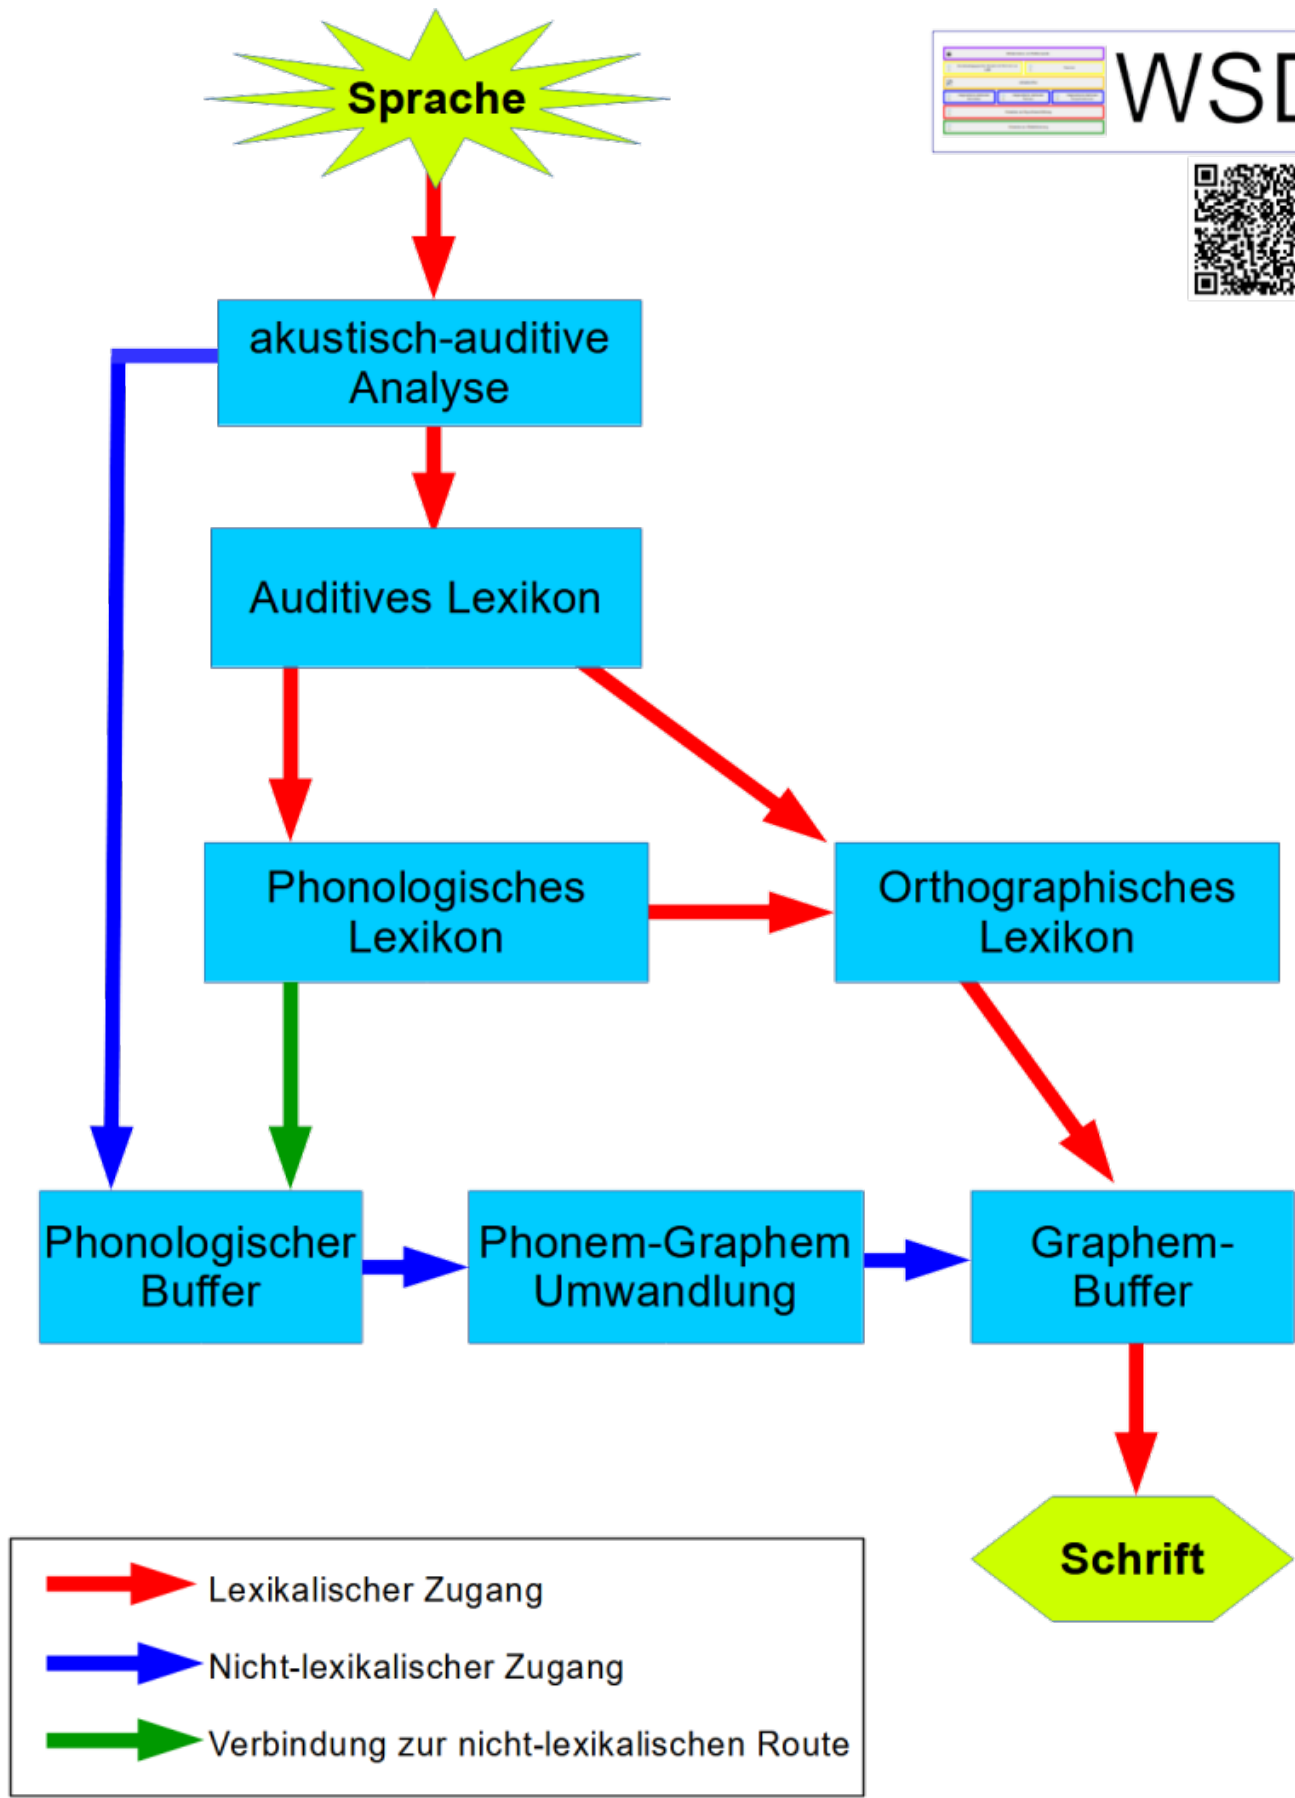 Sprache
WSD
akustisch-auditive
Analyse
Auditives Lexikon
Phonologisches
Lexikon
Orthographisches
Lexikon
Phonologischer
Buffer
Phonem-Graphem
Umwandlung
Graphem-
Buffer
Schrift
Lexikalischer Zugang
Nicht-lexikalischer Zugang
Verbindung zur nicht-lexikalischen Route